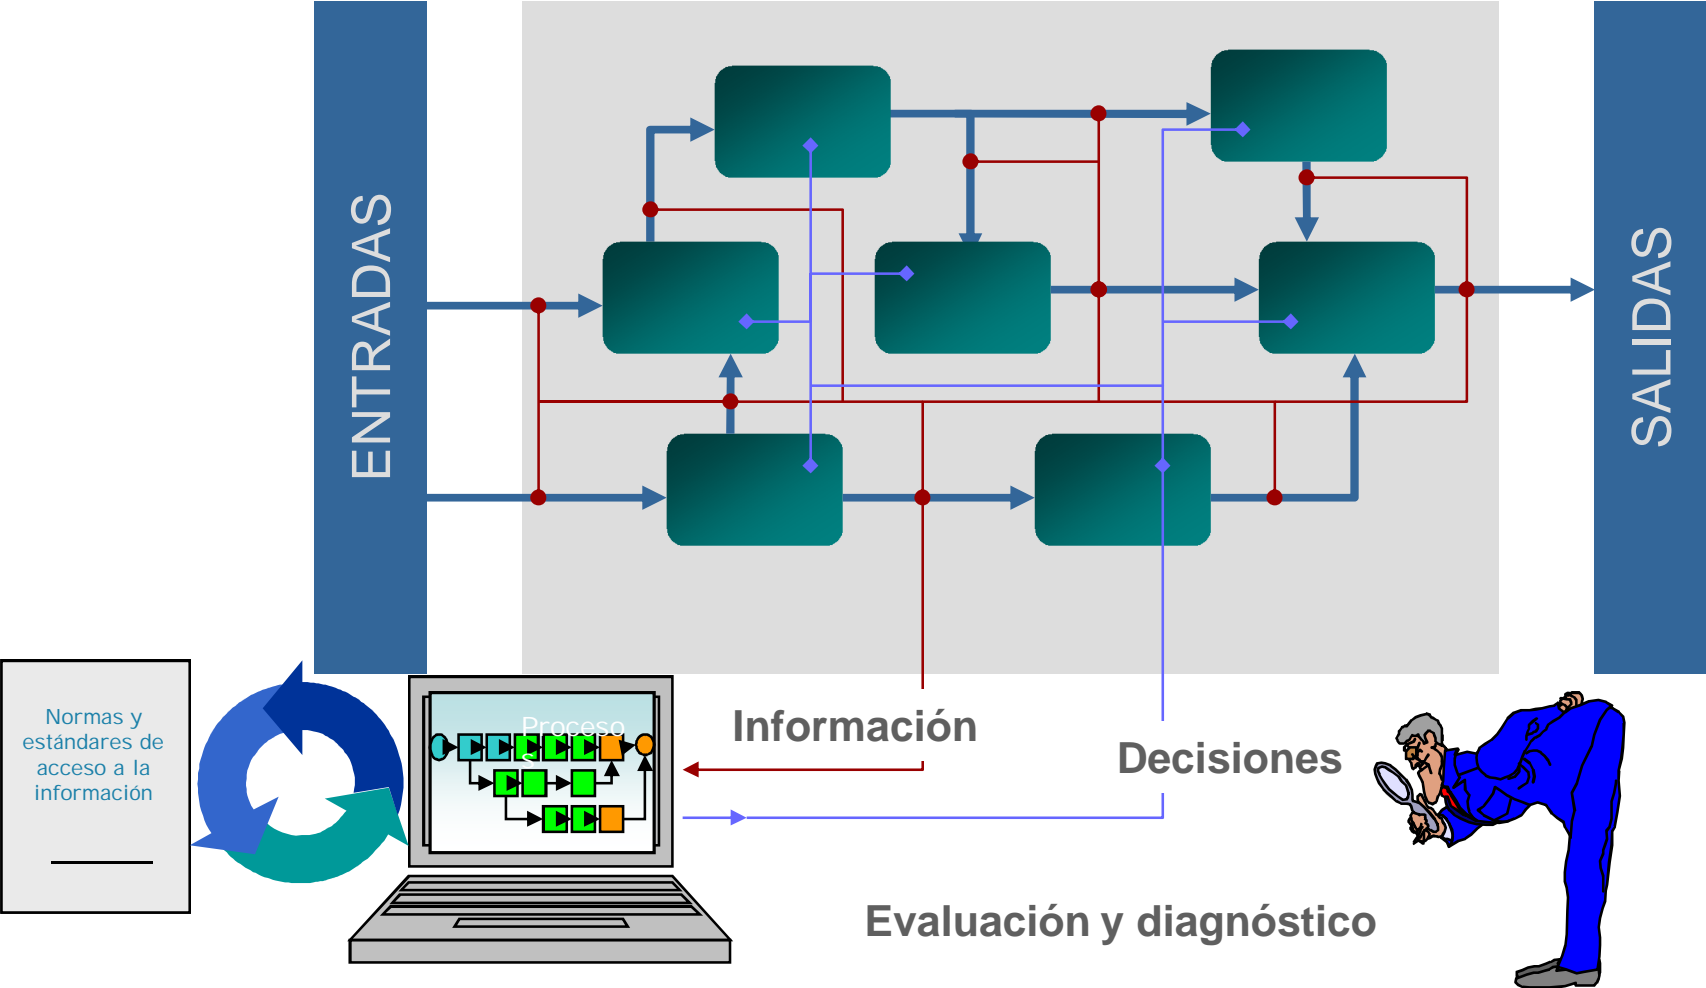 ENTRADAS
SALIDAS
Normas y
estándares de
acceso a la
información
Proceso
s
Información
Decisiones
Evaluación y diagnóstico